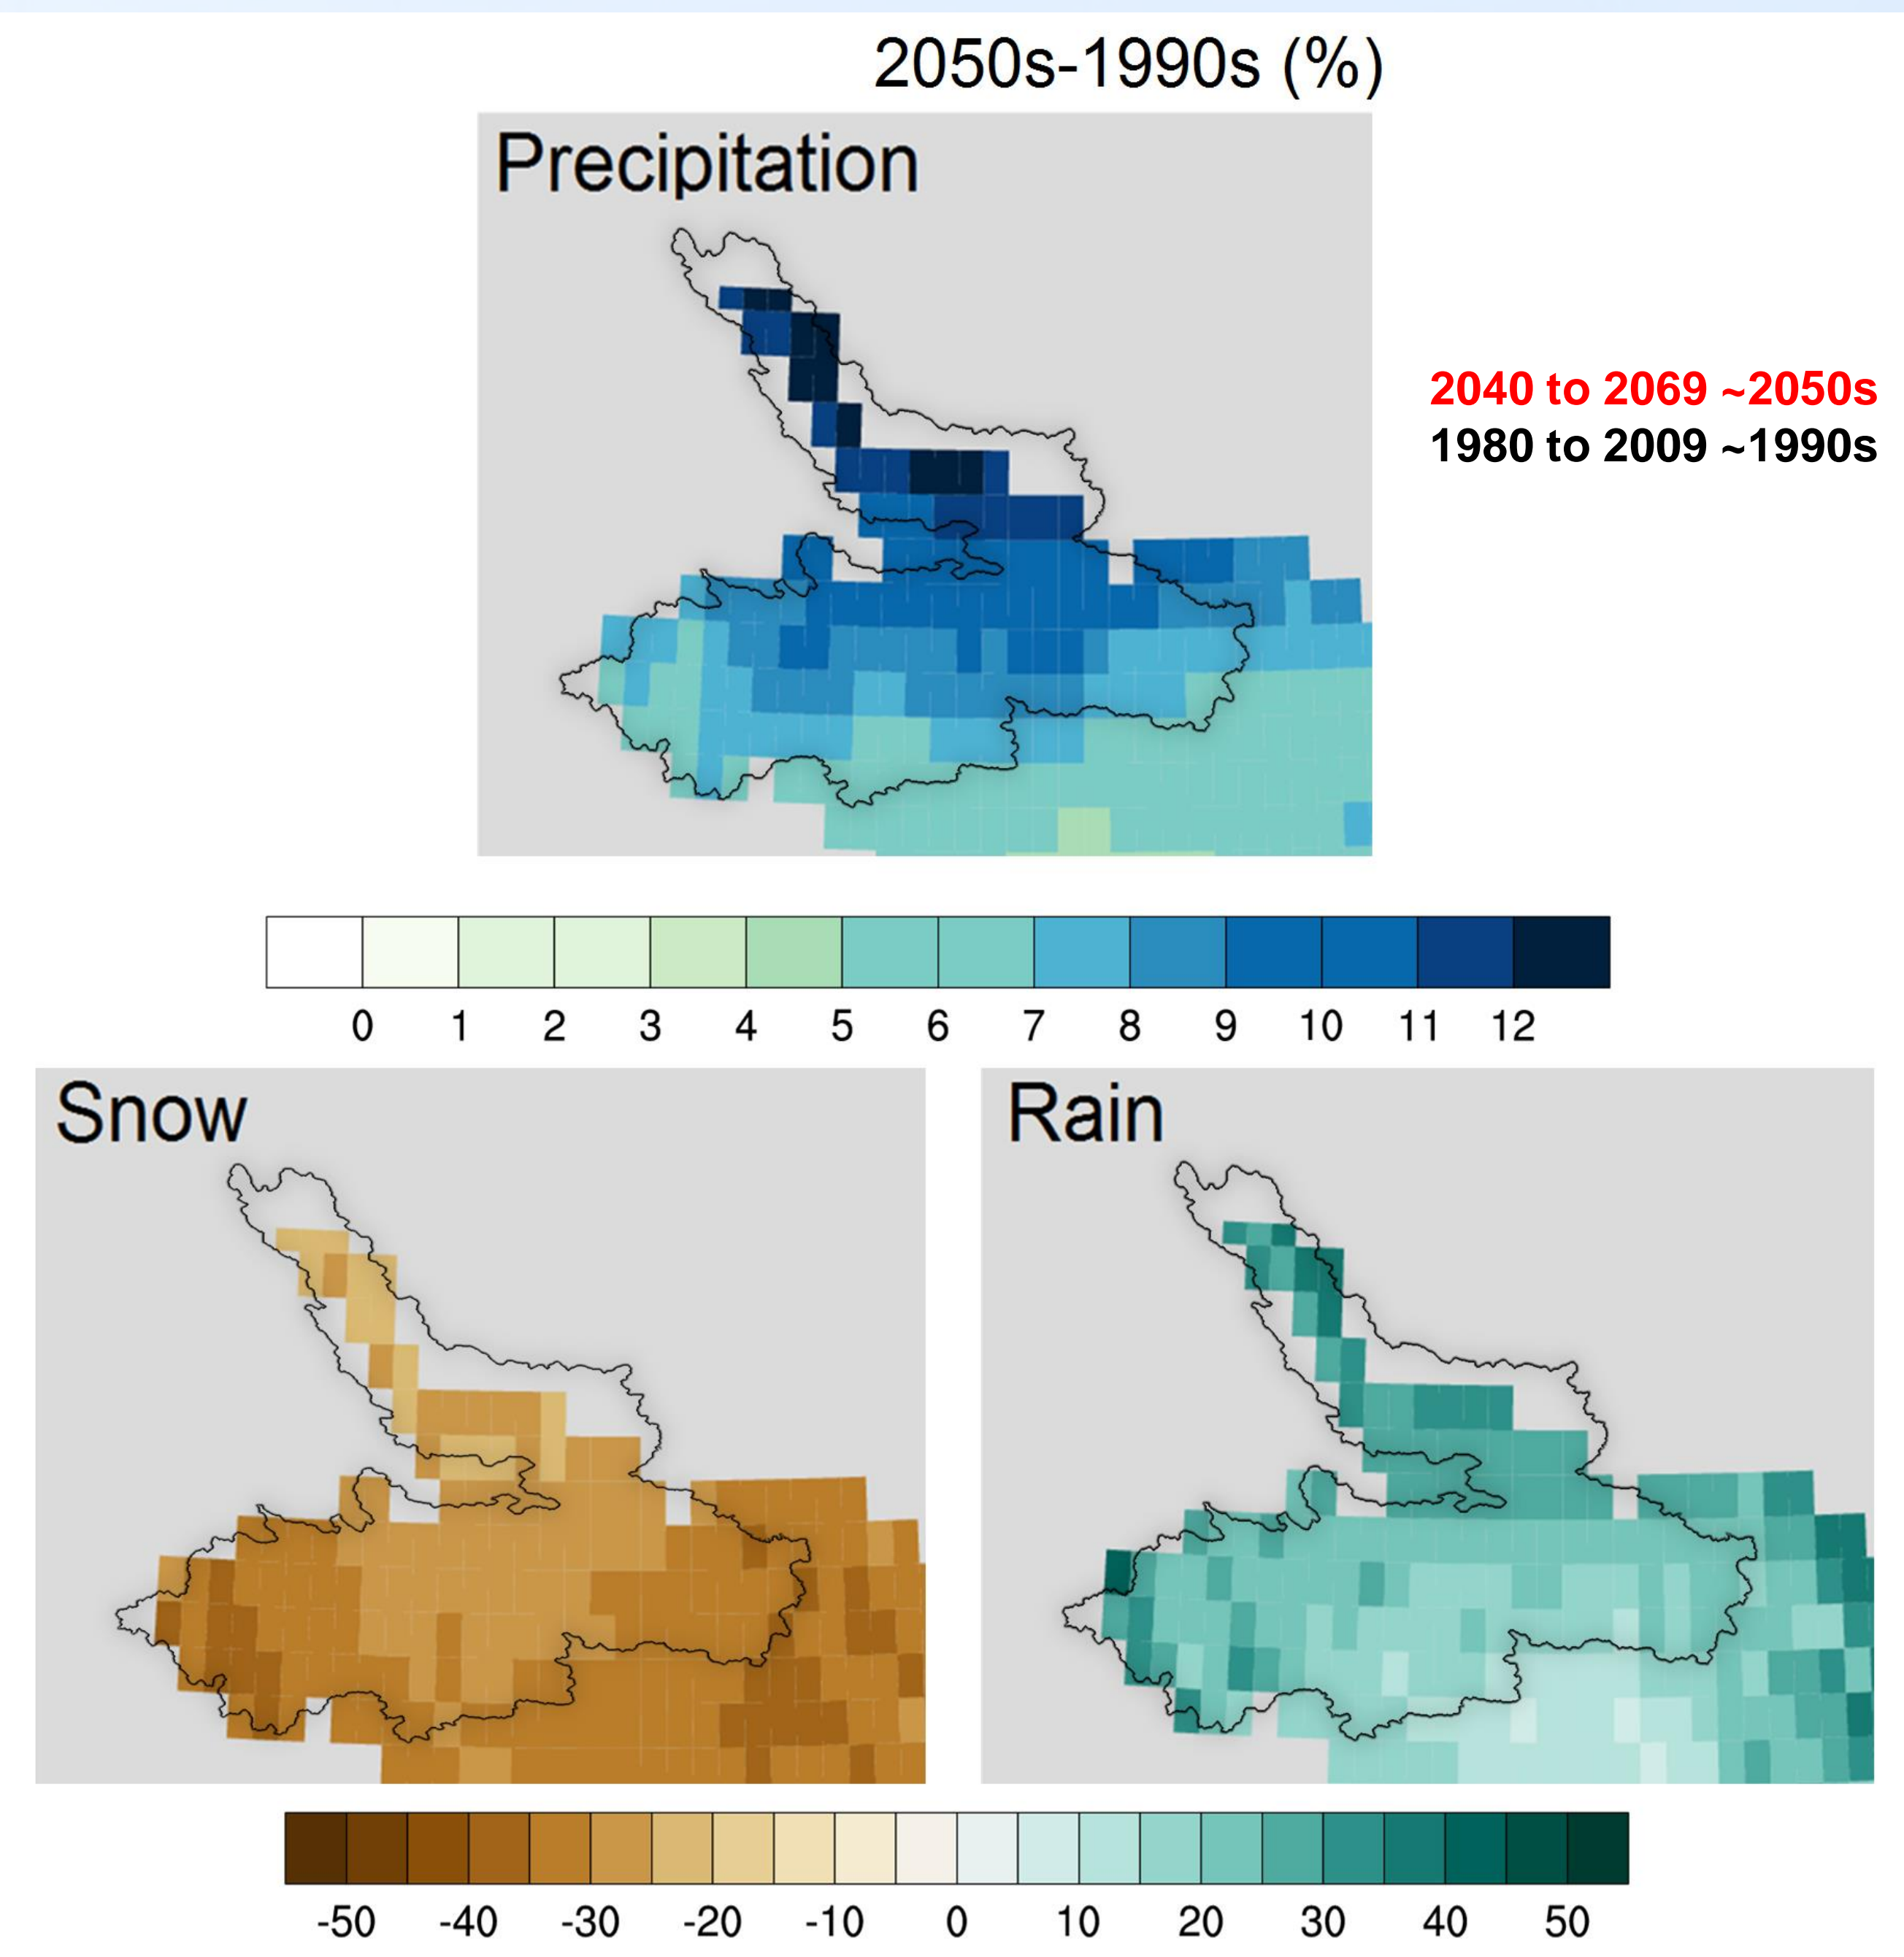 2050s-1990s (%)
Precipitation
2040 to 2069 ~2050s
1980 to 2009 ~1990s
0 1 2 3 4 5 6 7 8 9 10 11 12
Snow
Rain
-50 -40 -30 -20 -10 0 10 20 30 40 50